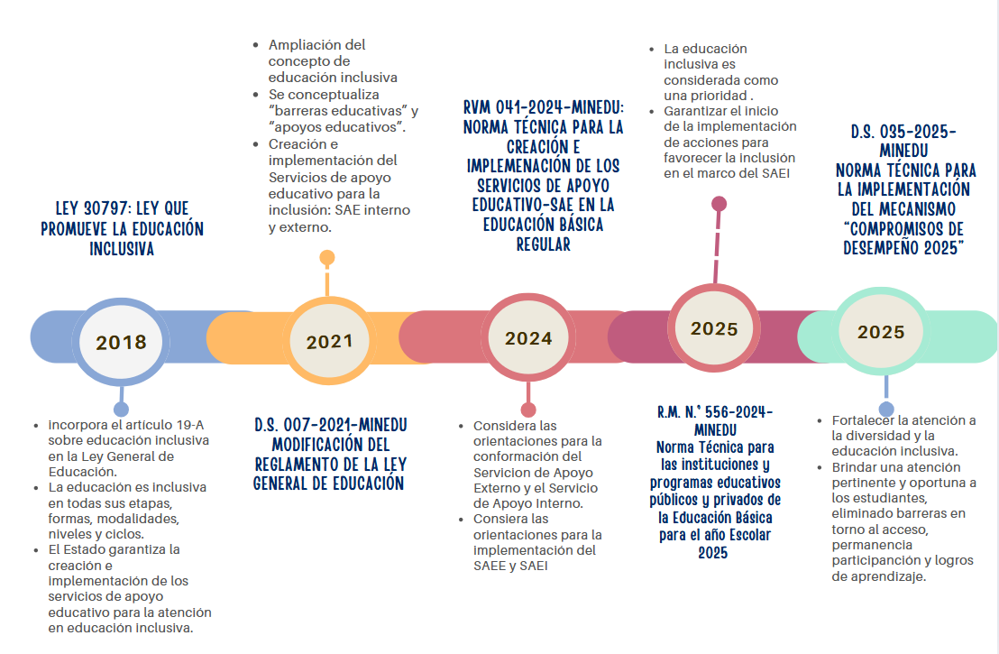 LEY 30797: LEY QUE
PROMUEVE LA EDUCACIÓN
INCLUSIVA
2018
• incorpora el artículo 19-A
sobre educación inclusiva
en la Ley General de
Educación.
• La educación es inclusiva
en todas sus etapas,
formas, modalidades,
niveles y ciclos.
• El Estado garantiza la
creación e
implementación de los
servicios de apoyo
educativo para la atención
en educación inclusiva.
• Ampliación del
concepto de
educación inclusiva
• Se conceptualiza
“barreras educativas” y
“apoyos educativos”.
• Creación e
implementación del
Servicios de apoyo
educativo para la
inclusión: SAE interno
y externo.
2021
D.S. 007-2021-MINEDU
MODIFICACIÓN DEL
REGLAMENTO DE LA LEY
GENERAL DE EDUCACIÓN
RVM 041-2024-MINEDU:
NORMA TÉCNICA PARA LA
CREACIÓN E
IMPLEMENACIÓN DE LOS
SERVICIOS DE APOYO
EDUCATIVO-SAE EN LA
EDUCACIÓN BÁSICA
REGULAR
2024
• Considera las
orientaciones para la
conformación del
Servicion de Apoyo
Externo y el Servicio
de Apoyo Interno.
• Consiera las
orientaciones para la
implementación del
SAEE y SAEI
• La educación
inclusiva es
considerada como
una prioridad .
• Garantizar el inicio
de la implementación
de acciones para
favorecer la inclusión
en el marco del SAEI
2025
R.M. N.° 556-2024-
MINEDU
Norma Técnica para
las instituciones y
programas educativos
públicos y privados de
la Educación Básica
para el año Escolar
2025
D.S. 035-2025-
MINEDU
NORMA TÉCNICA PARA
LA IMPLEMENTACIÓN
DEL MECANISMO
“COMPROMISOS DE
DESEMPEÑO 2025”
2025
• Fortalecer la atención a
la diversidad y la
educación inclusiva.
• Brindar una atención
pertinente y oportuna a
los estudiantes,
eliminado barreras en
torno al acceso,
permanencia
participanción y logros
de aprendizaje.